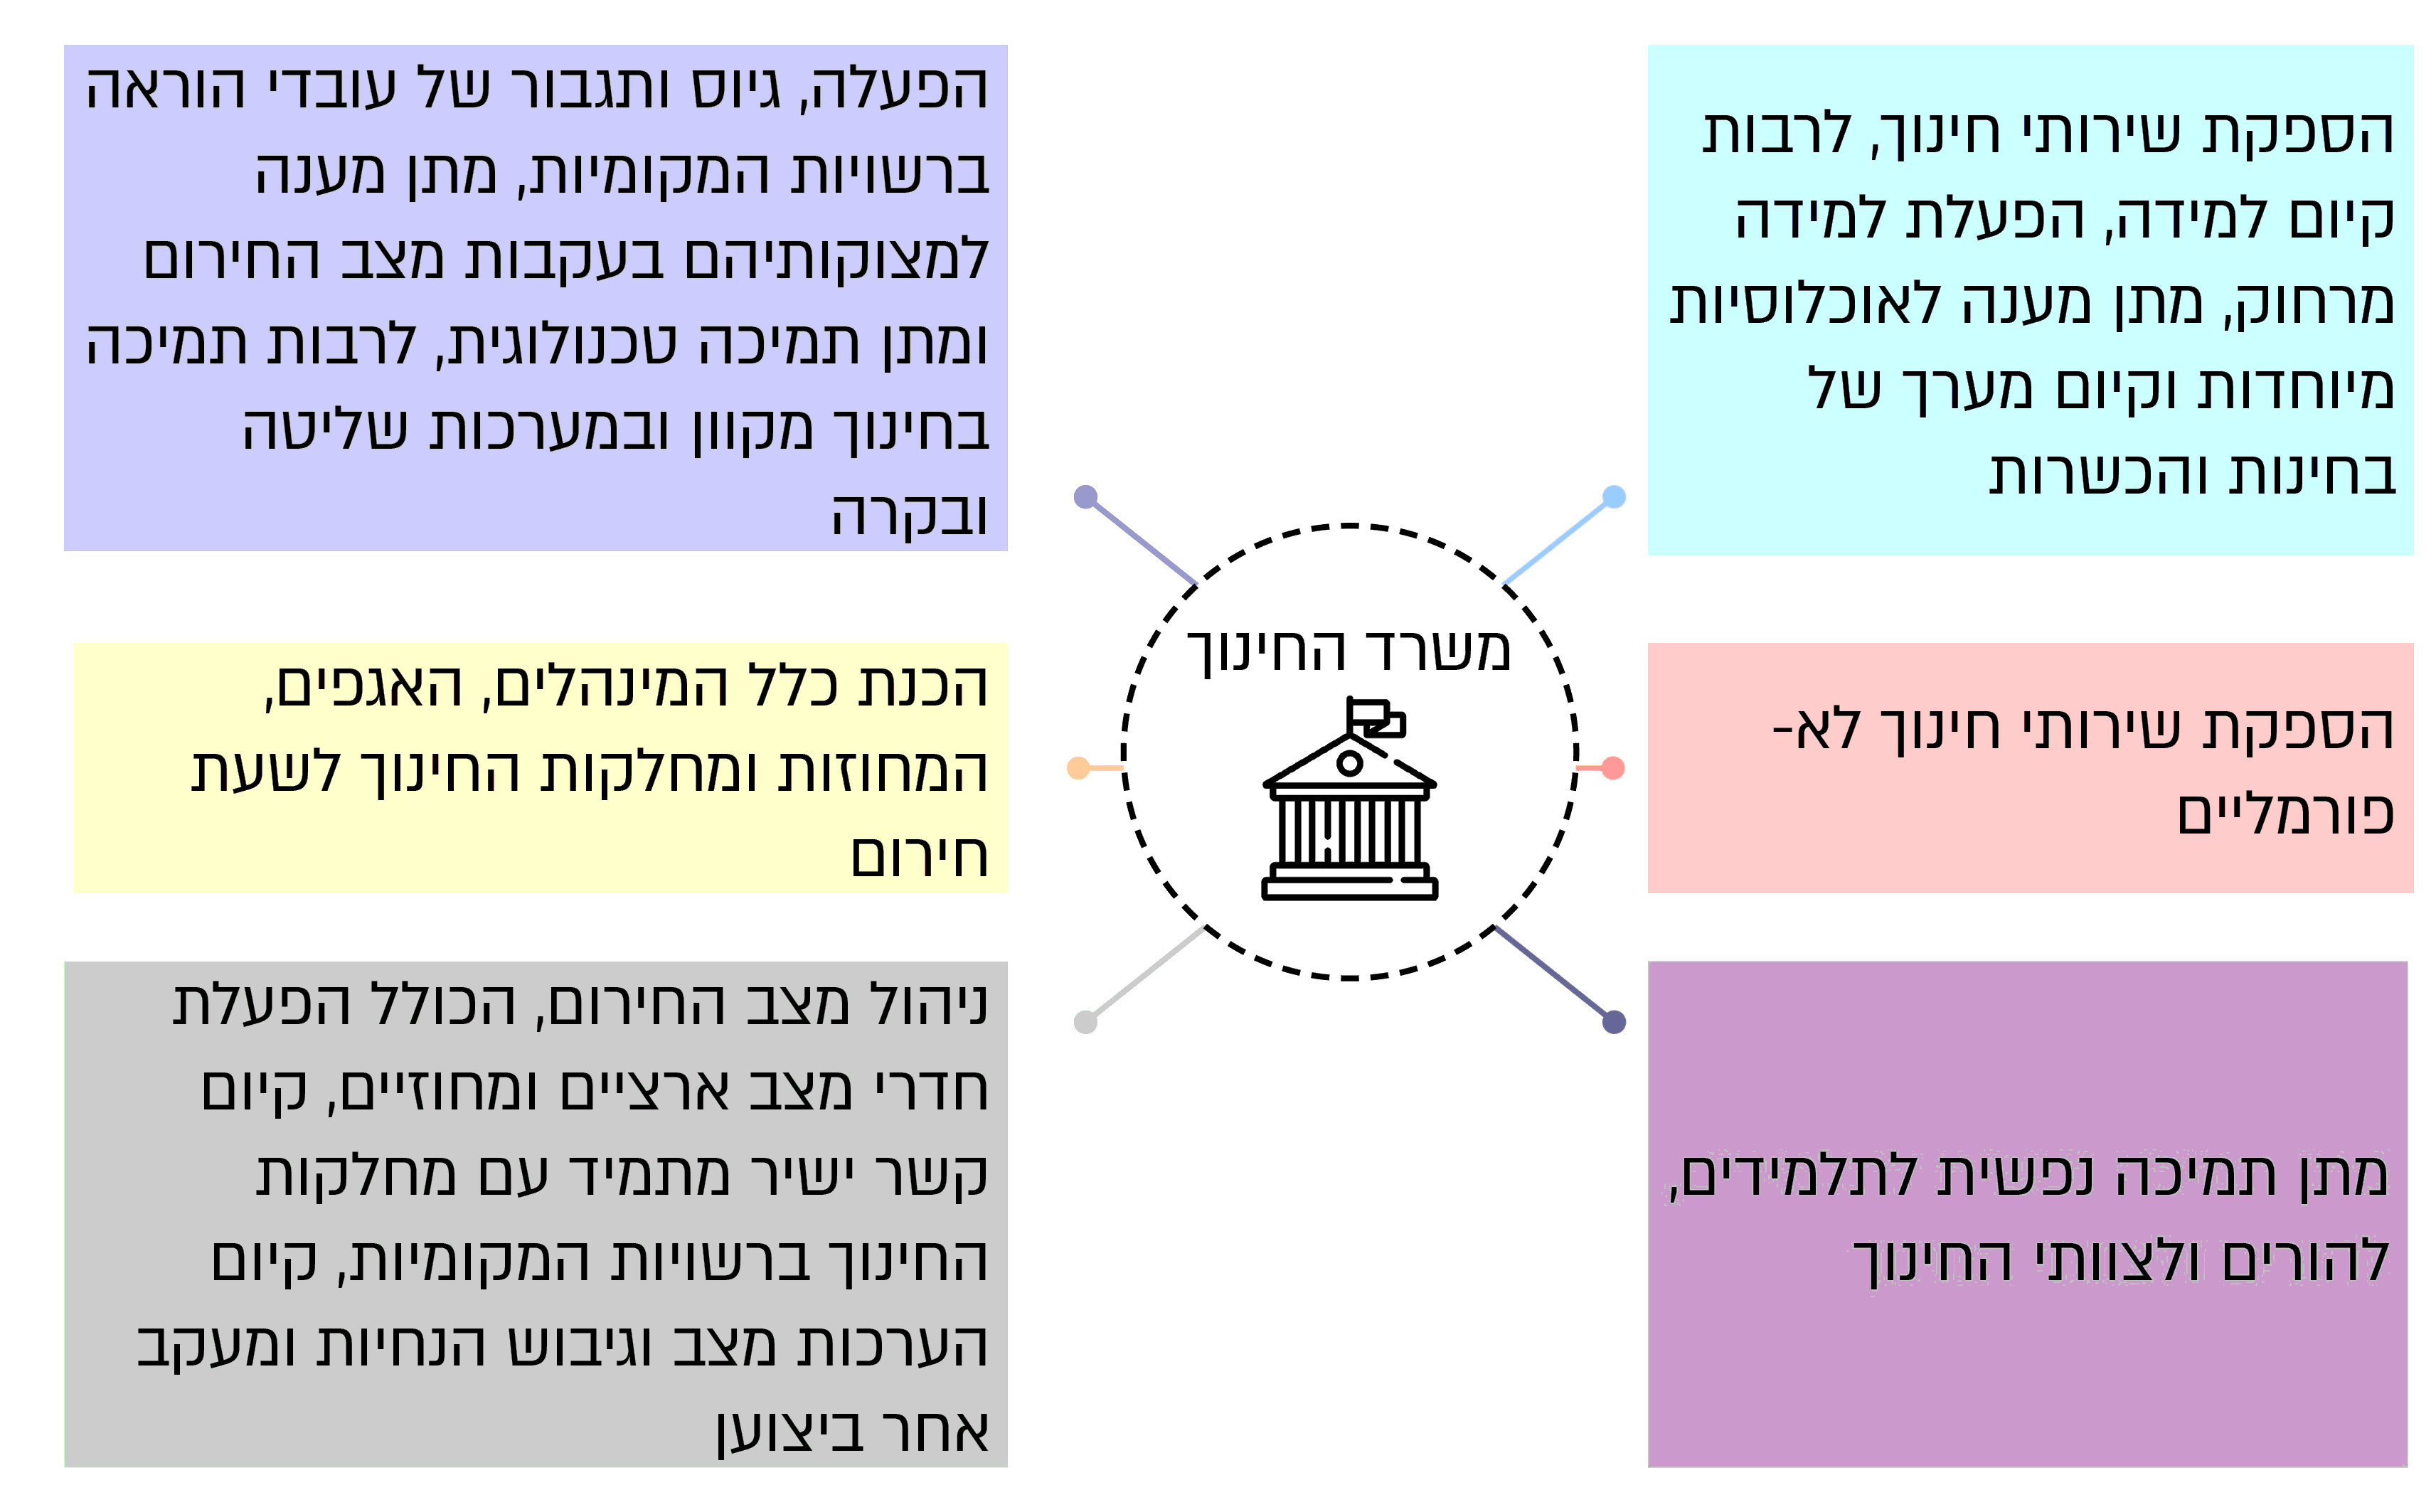 הספקת שירותי חינוך, לרבות
קיום למידה, הפעלת למידה
מרחוק, מתן מענה לאוכלוסיות
מיוחדות וקיום מערך של
בחינות והכשרות
הספקת שירותי חינוך לא-
פורמליים
מתן תמיכה נפשית לתלמידים,
להורים ולצוותי החינוך
משרד החינוך
הפעלה, גיוס ותגבור של עובדי הוראה
ברשויות המקומיות, מתן מענה
למצוקותיהם בעקבות מצב החירום
ומתן תמיכה טכנולוגית, לרבות תמיכה
בחינוך מקוון ובמערכות שליטה
ובקרה
הכנת כלל המינהלים, האגפים,
המחוזות ומחלקות החינוך לשעת
חירום
ניהול מצב החירום, הכולל הפעלת
חדרי מצב ארציים ומחוזיים, קיום
קשר ישיר מתמיד עם מחלקות
החינוך ברשויות המקומיות, קיום
הערכות מצב וגיבוש הנחיות ומעקב
אחר ביצוען